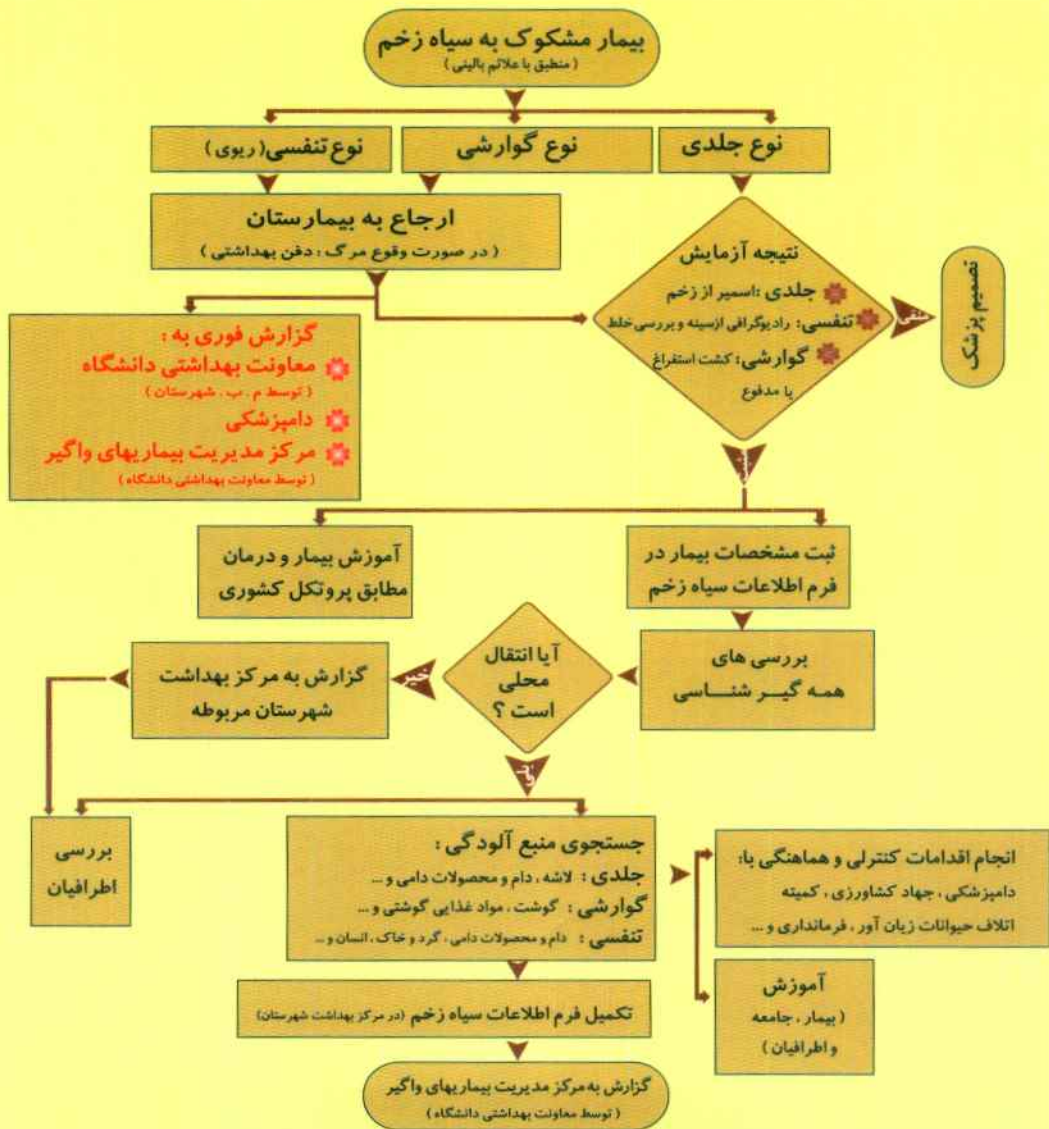 بیمار مشکوک به سیاه زخم
( منطبق با علائم بالینی )
نوع جلدی
نوع گوارشی
نوع تنفسی ( ریوی )
ارجاع به بیمارستان
( در صورت وقوع مرگ : دفن بهداشتی )
نتیجه آزمایش
جلدی : اسمیر از زخم
تنفسی : رادیوگرافی ازسینه و بررسی خلط
گوارشی : کشت استفراغ
یا مدفوع
منفی
تصمیم پزشک
گزارش فوری به :
معاونت بهداشتی دانشگاه
( توسط م . ب . شهرستان )
دامپزشکی
مرکز مدیریت بیماریهای واگیر
( توسط معاونت بهداشتی دانشگاه )
مثبت
ثبت مشخصات بیمار در
فرم اطلاعات سیاه زخم
آموزش بیمار و درمان
مطابق پروتکل کشوری
بررسی های
همه گیر شناسی
آیا انتقال
محلی
است ؟
خیر
گزارش به مرکز بهداشت
شهرستان مربوطه
بلی
بررسی
اطرافیان
جستجوی منبع آلودگی :
جلدی : لاشه ، دام و محصولات دامی و ...
گوارشی : گوشت ، مواد غذایی گوشتی و ...
تنفسی : دام و محصولات دامی ، گرد و خاک ، انسان و ...
انجام اقدامات کنترلی و هماهنگی با:
دامپزشکی ، جهاد کشاورزی ، کمیته
اتلاف حیوانات زیان آور ، فرمانداری و ...
آموزش
( بیمار ، جامعه
و اطرافیان )
تکمیل فرم اطلاعات سیاه زخم (در مرکز بهداشت شهرستان)
گزارش به مرکز مدیریت بیماریهای واگیر
( توسط معاونت بهداشتی دانشگاه )